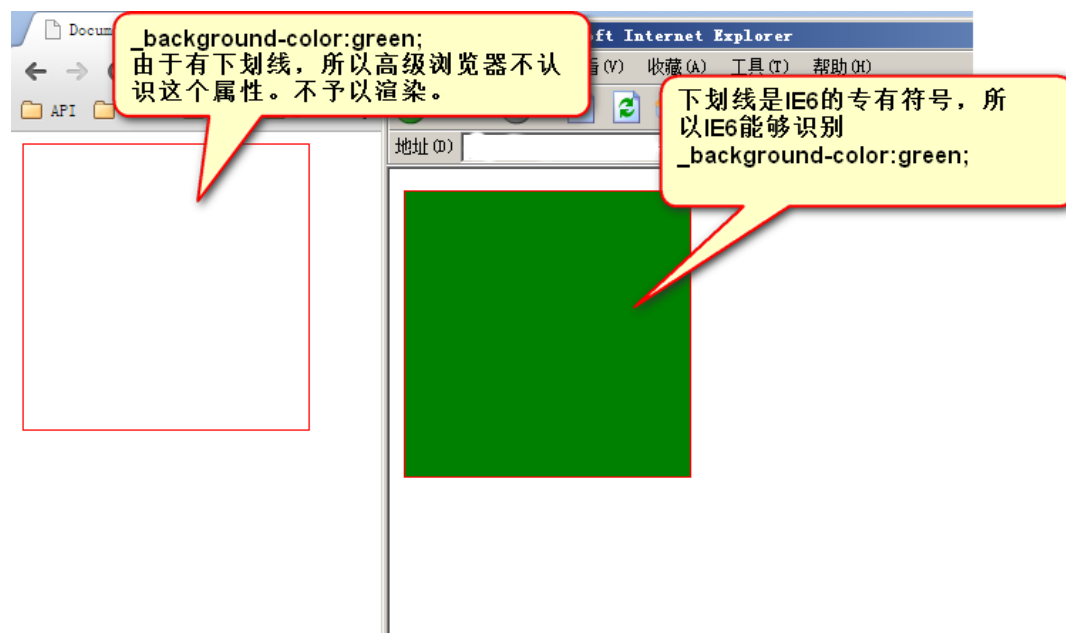 Docum
_background-color:green;
由于有下划线，所以高级浏览器不认
识这个属性。不予以渲染。
API
ft Internet Explorer
(V) 收藏(A) 工具(T) 帮助(H)
地址(D)
下划线是IE6的专有符号，所
以IE6能够识别
_background-color:green;